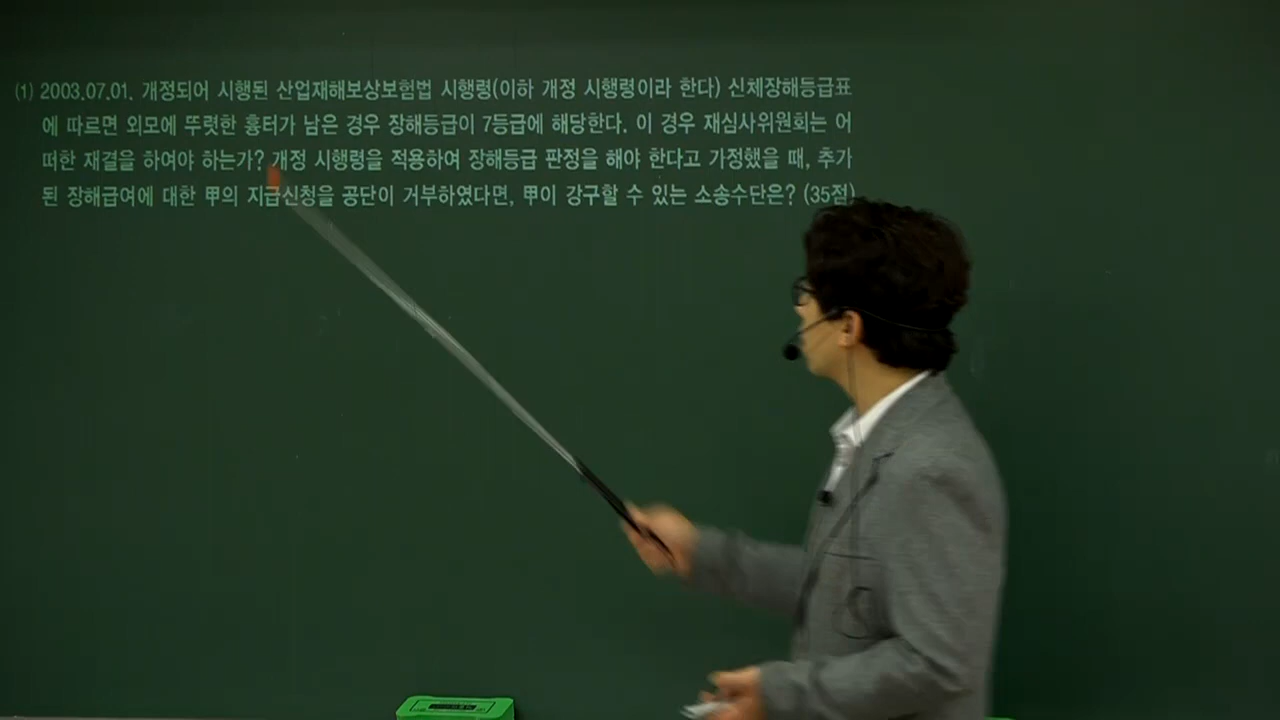 (1) 2003.07.01. 개정되어 시행된 산업재해보상보험법 시행령(이하 개정 시행령이라 한다) 신체장해등급표
에 따르면 외모에 뚜렷한 흉터가 남은 경우 장해등급이 7등급에 해당한다. 이 경우 재심사위원회는 어
떠한 재결을 하여야 하는가? 개정 시행령을 적용하여 장해등급 판정을 해야 한다고 가정했을 때, 추가
된 장해급여에 대한 甲의 지급신청을 공단이 거부하였다면, 甲이 강구할 수 있는 소송수단은? (35점)